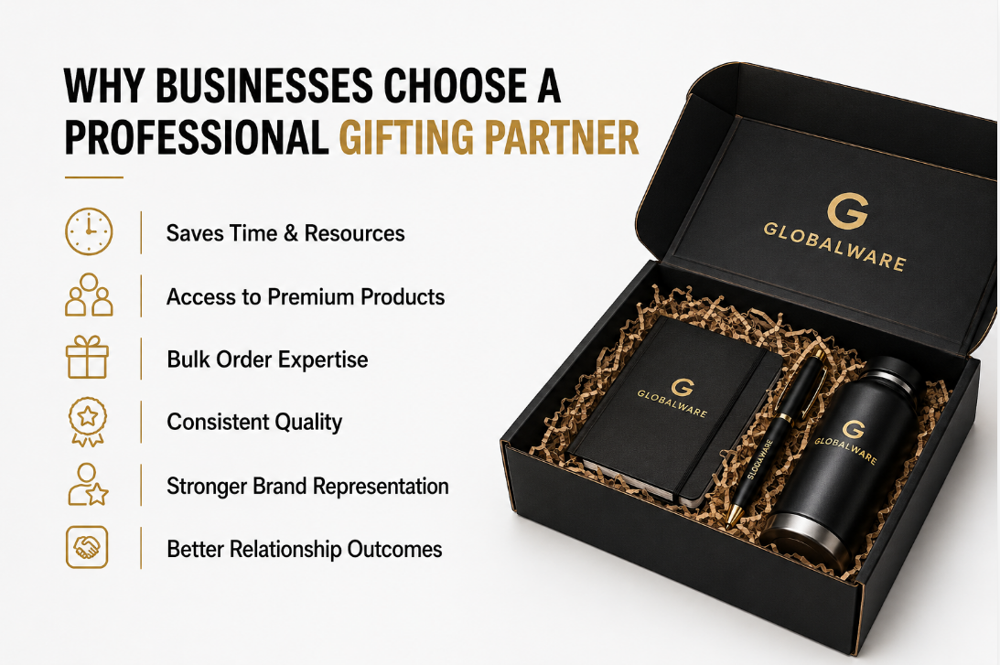 WHY BUSINESSES CHOOSE A
PROFESSIONAL GIFTING PARTNER
Saves Time & Resources
Access to Premium Products
Bulk Order Expertise
Consistent Quality
Stronger Brand Representation
Better Relationship Outcomes
G
GLOBALWARE
G
GLOBALWARE
G
GLOBALWARE